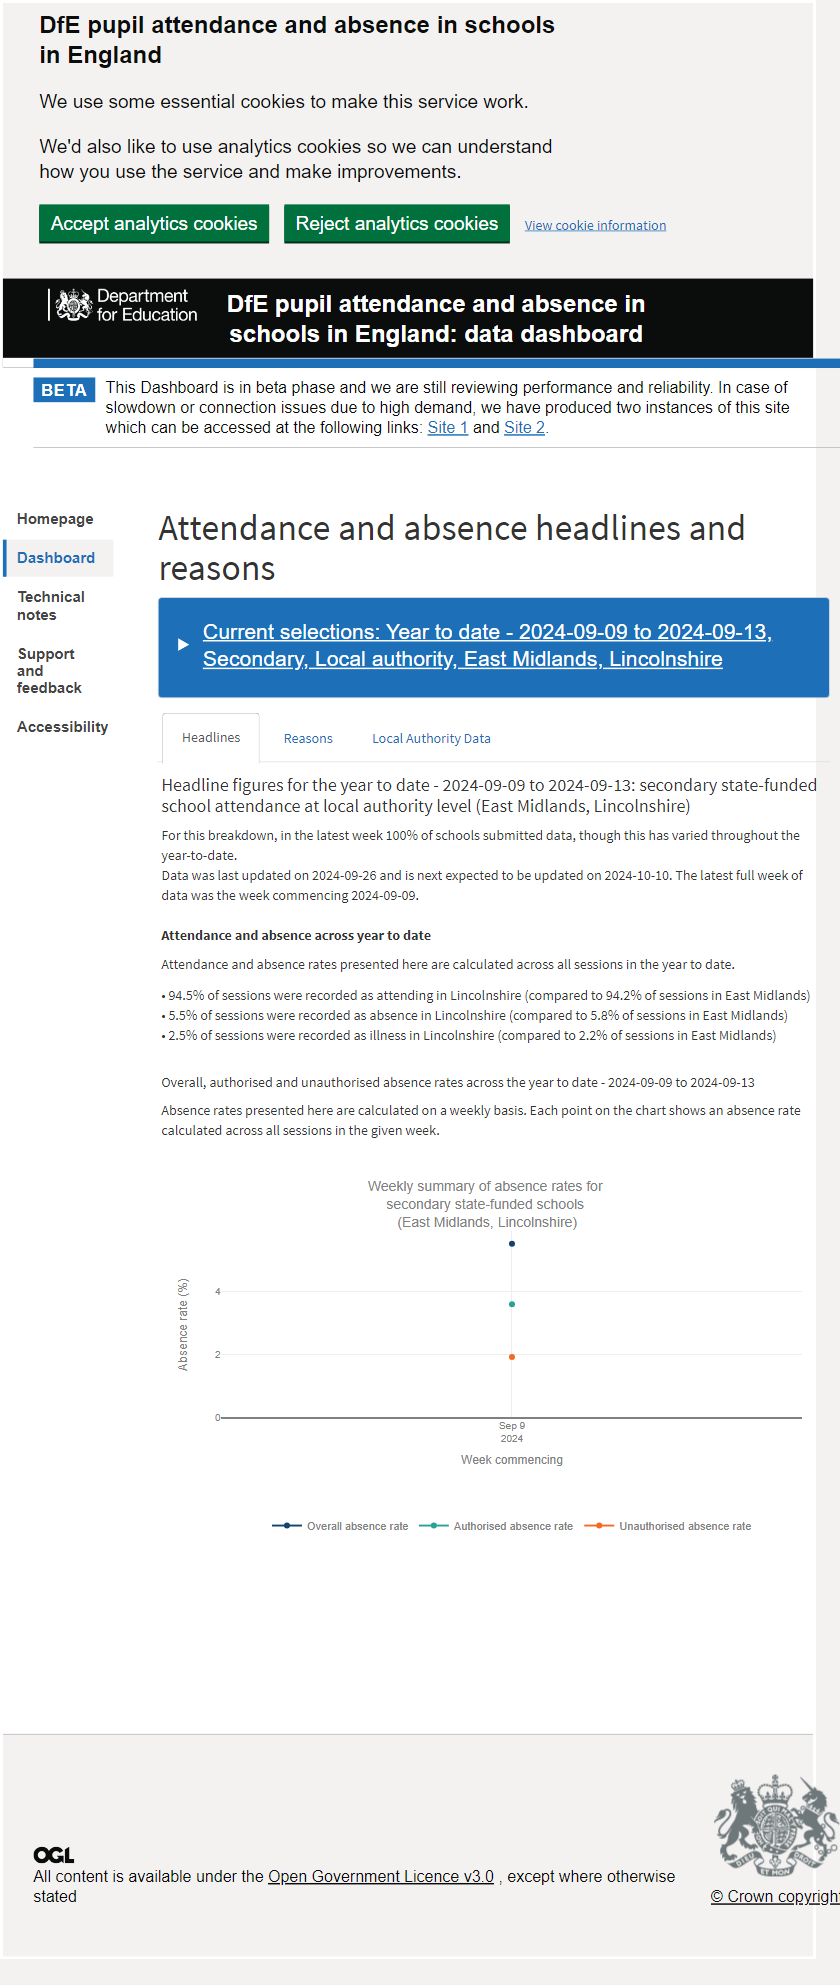 DfE pupil attendance and absence in schools
in England
We use some essential cookies to make this service work.
We'd also like to use analytics cookies so we can understand
how you use the service and make improvements.
Accept analytics cookies Reject analytics cookies View cookie information
Department
for Education
DfE pupil attendance and absence in
schools in England: data dashboard
BETA
This Dashboard is in beta phase and we are still reviewing performance and reliability. In case of
slowdown or connection issues due to high demand, we have produced two instances of this site
which can be accessed at the following links: Site 1 and Site 2.
Homepage
Dashboard
Technical
notes
Support
and
feedback
Accessibility
Attendance and absence headlines and
reasons
Current selections: Year to date - 2024-09-09 to 2024-09-13,
Secondary, Local authority, East Midlands, Lincolnshire
Headlines Reasons Local Authority Data
Headline figures for the year to date - 2024-09-09 to 2024-09-13: secondary state-funded
school attendance at local authority level (East Midlands, Lincolnshire)
For this breakdown, in the latest week 100% of schools submitted data, though this has varied throughout the
year-to-date.
Data was last updated on 2024-09-26 and is next expected to be updated on 2024-10-10. The latest full week of
data was the week commencing 2024-09-09.
Attendance and absence across year to date
Attendance and absence rates presented here are calculated across all sessions in the year to date.
• 94.5% of sessions were recorded as attending in Lincolnshire (compared to 94.2% of sessions in East Midlands)
• 5.5% of sessions were recorded as absence in Lincolnshire (compared to 5.8% of sessions in East Midlands)
• 2.5% of sessions were recorded as illness in Lincolnshire (compared to 2.2% of sessions in East Midlands)
Overall, authorised and unauthorised absence rates across the year to date - 2024-09-09 to 2024-09-13
Absence rates presented here are calculated on a weekly basis. Each point on the chart shows an absence rate
calculated across all sessions in the given week.
Weekly summary of absence rates for
secondary state-funded schools
(East Midlands, Lincolnshire)
Absence rate (%)
4
2
0
Sep 9
2024
Week commencing
Overall absence rate Authorised absence rate Unauthorised absence rate
OGL
All content is available under the Open Government Licence v3.0 , except where otherwise
stated
© Crown copyright